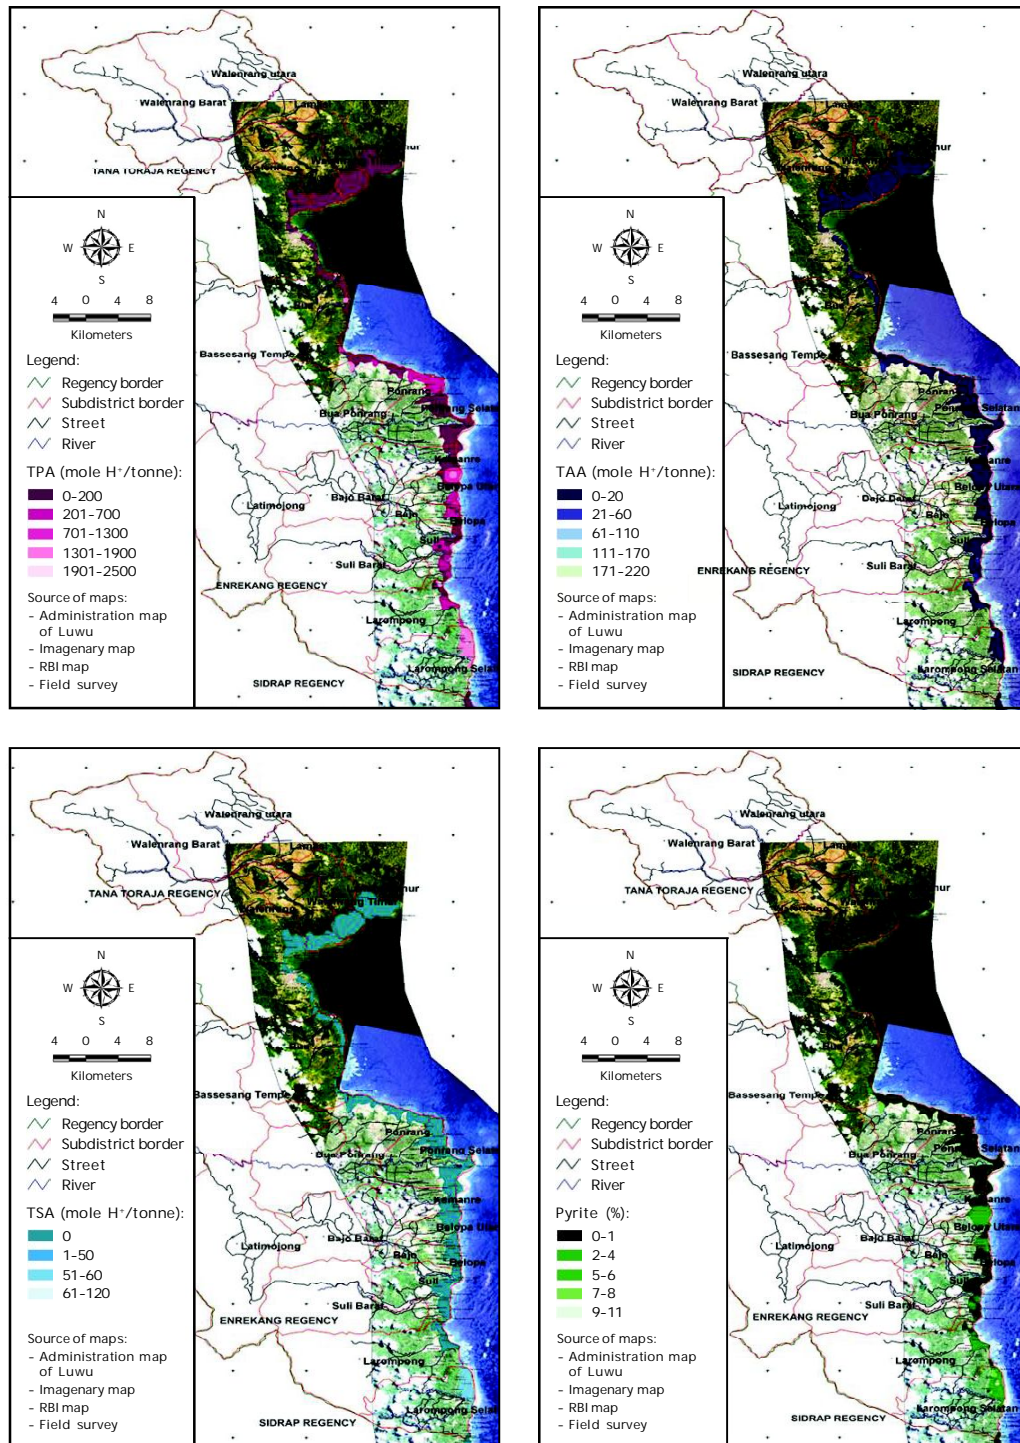 Walenrang utara
Walenrang Barat
Lamasi
TANA TORAJA REGENCY
N
W E
S
4 0 4 8
Kilometers
Legend:
Regency border
Subdistrict border
Street
River
TPA (mole H⁺/tonne):
0-200
201-700
701-1300
1301-1900
1901-2500
Source of maps:
- Administration map
of Luwu
- Imagenary map
- RBI map
- Field survey
Bassesang Tempe
Ponrang
Bua Ponrang
Latimojong
Bajo Barat
Bajo
Belopa
Suli
Suli Barat
ENREKANG REGENCY
Larompong
Larompong Selatan
SIDRAP REGENCY
Walenrang utara
Walenrang Barat
TANA TORAJA REGENCY
N
W E
S
4 0 4 8
Kilometers
Legend:
Regency border
Subdistrict border
Street
River
TAA (mole H⁺/tonne):
0-20
21-60
61-110
111-170
171-220
Source of maps:
- Administration map
of Luwu
- Imagenary map
- RBI map
- Field survey
Bassesang Tempe
Ponrang
Bua Ponrang
Latimojong
Bajo
Belopa
Suli
Suli Barat
ENREKANG REGENCY
Larompong
Larompong Selatan
SIDRAP REGENCY
Walenrang utara
Walenrang Barat
TANA TORAJA REGENCY
N
W E
S
4 0 4 8
Kilometers
Legend:
Regency border
Subdistrict border
Street
River
TSA (mole H⁺/tonne):
0
1-50
51-60
61-120
Source of maps:
- Administration map
of Luwu
- Imagenary map
- RBI map
- Field survey
Bassesang Tempe
Ponrang
Bua Ponrang
Kamanre
Latimojong
Bajo Barat
Bajo
Belopa
Suli
Suli Barat
ENREKANG REGENCY
Larompong
SIDRAP REGENCY
Walenrang utara
Walenrang Barat
TANA TORAJA REGENCY
N
W E
S
4 0 4 8
Kilometers
Legend:
Regency border
Subdistrict border
Street
River
Pyrite (%):
0-1
2-4
5-6
7-8
9-11
Source of maps:
- Administration map
of Luwu
- Imagenary map
- RBI map
- Field survey
Bassesang Tempe
Ponrang
Bua Ponrang
Latimojong
Bajo Barat
Bajo
Belopa
Suli
Suli Barat
ENREKANG REGENCY
Larompong
Larompong Selatan
SIDRAP REGENCY